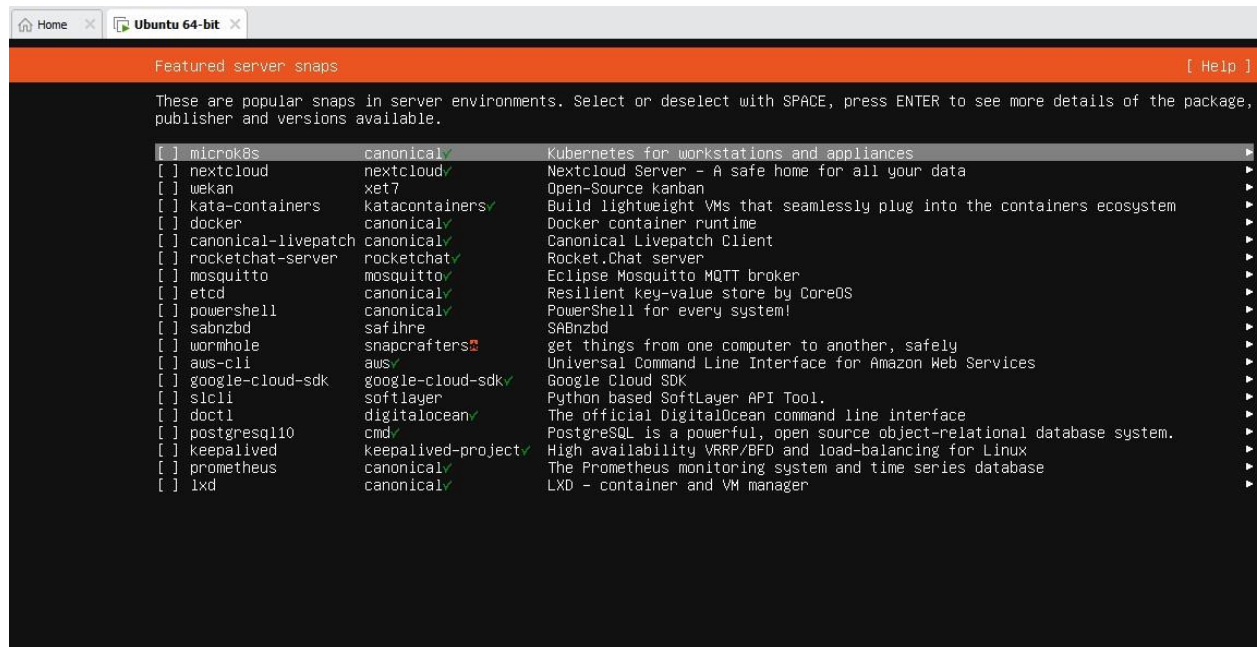 Home
Ubuntu 64-bit
Featured server snaps [ Help ]
These are popular snaps in server environments. Select or deselect with SPACE, press ENTER to see more details of the package,
publisher and versions available.
[ ] microk8s canonical✓ Kubernetes for workstations and appliances ▸
[ ] nextcloud nextcloud✓ Nextcloud Server - A safe home for all your data ▸
[ ] wekan xet7 Open-Source kanban ▸
[ ] kata-containers katacontainers✓ Build lightweight VMs that seamlessly plug into the containers ecosystem ▸
[ ] docker canonical✓ Docker container runtime ▸
[ ] canonical-livepatch canonical✓ Canonical Livepatch Client ▸
[ ] rocketchat-server rocketchat✓ Rocket.Chat server ▸
[ ] mosquitto mosquitto✓ Eclipse Mosquitto MQTT broker ▸
[ ] etcd canonical✓ Resilient key-value store by CoreOS ▸
[ ] powershell canonical✓ PowerShell for every system! ▸
[ ] sabnzbd safihre SABnzbd ▸
[ ] wormhole snapcrafters get things from one computer to another, safely ▸
[ ] aws-cli aws✓ Universal Command Line Interface for Amazon Web Services ▸
[ ] google-cloud-sdk google-cloud-sdk✓ Google Cloud SDK ▸
[ ] slcli softlayer Python based SoftLayer API Tool. ▸
[ ] doctl digitalocean✓ The official DigitalOcean command line interface ▸
[ ] postgresql10 cmd✓ PostgreSQL is a powerful, open source object-relational database system. ▸
[ ] keepalived keepalived-project✓ High availability VRRP/BFD and load-balancing for Linux ▸
[ ] prometheus canonical✓ The Prometheus monitoring system and time series database ▸
[ ] lxd canonical✓ LXD - container and VM manager ▸